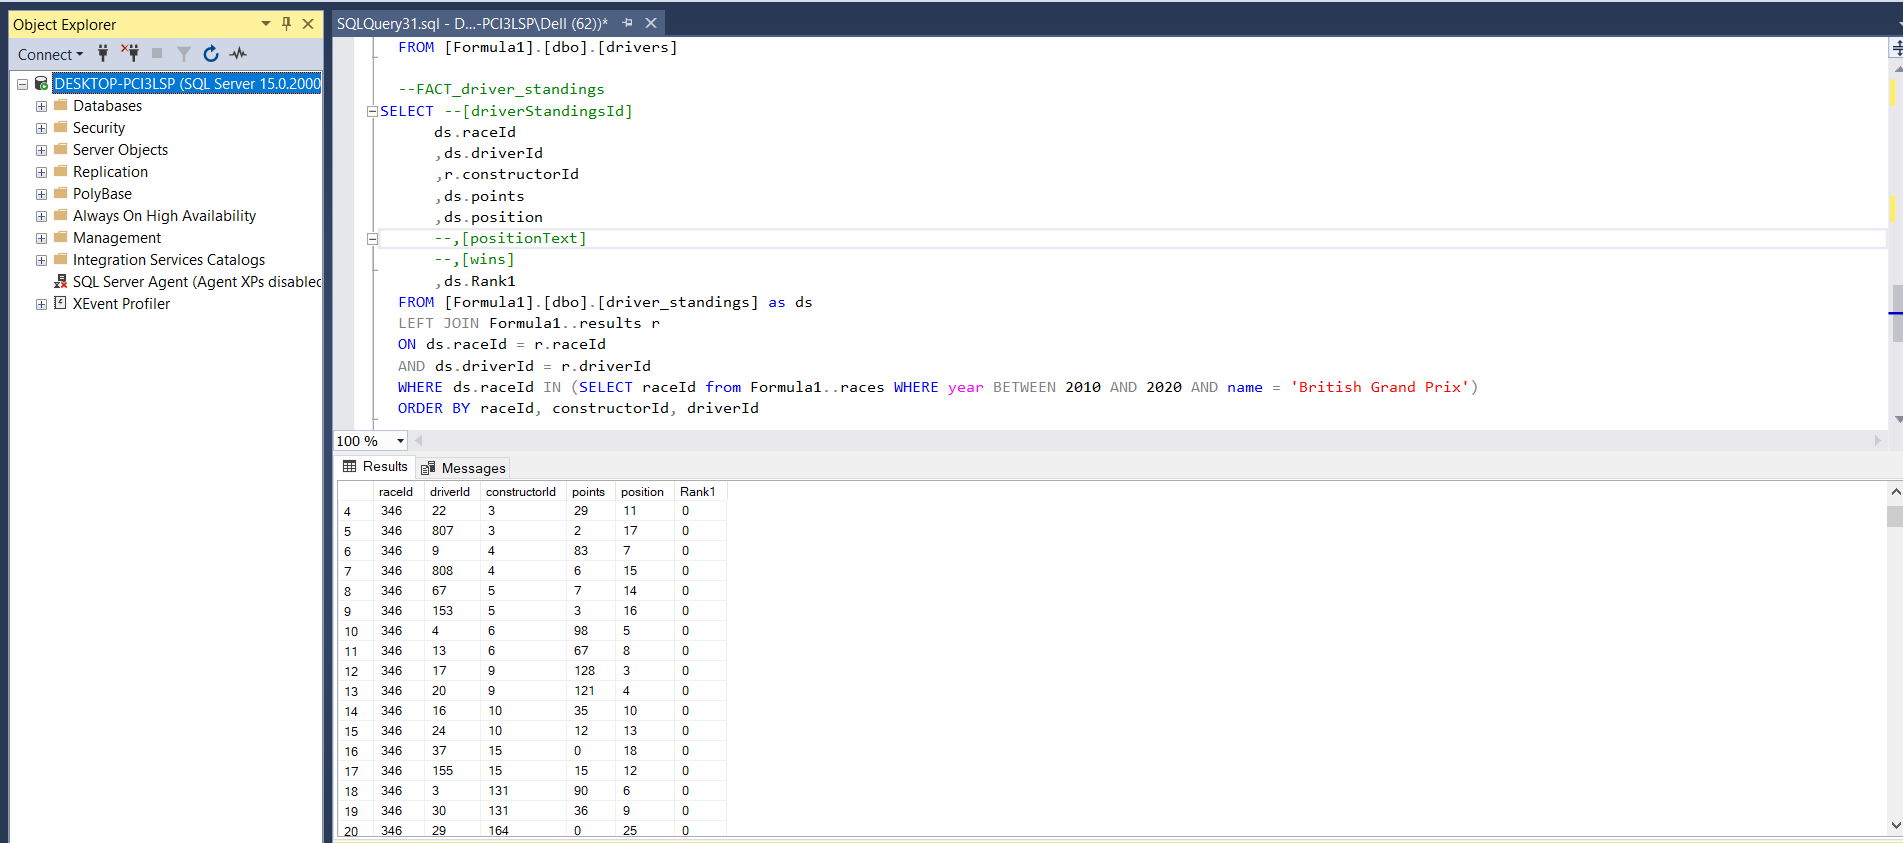 Object Explorer
Connect
DESKTOP-PCI3LSP (SQL Server 15.0.2000
Databases
Security
Server Objects
Replication
PolyBase
Always On High Availability
Management
Integration Services Catalogs
SQL Server Agent (Agent XPs disabled
XEvent Profiler
SQLQuery31.sql - D...-PCI3LSP\Dell (62))*
FROM [Formula1].[dbo].[drivers]
--FACT_driver_standings
SELECT --[driverStandingsId]
ds.raceId
,ds.driverId
,r.constructorId
,ds.points
,ds.position
--,[positionText]
--,[wins]
,ds.Rank1
FROM [Formula1].[dbo].[driver_standings] as ds
LEFT JOIN Formula1..results r
ON ds.raceId = r.raceId
AND ds.driverId = r.driverId
WHERE ds.raceId IN (SELECT raceId from Formula1..races WHERE year BETWEEN 2010 AND 2020 AND name = 'British Grand Prix')
ORDER BY raceId, constructorId, driverId
100 %
Results Messages
raceId driverId constructorId points position Rank1
4 346 22 3 29 11 0
5 346 807 3 2 17 0
6 346 9 4 83 7 0
7 346 808 4 6 15 0
8 346 67 5 7 14 0
9 346 153 5 3 16 0
10 346 4 6 98 5 0
11 346 13 6 67 8 0
12 346 17 9 128 3 0
13 346 20 9 121 4 0
14 346 16 10 35 10 0
15 346 24 10 12 13 0
16 346 37 15 0 18 0
17 346 155 15 15 12 0
18 346 3 131 90 6 0
19 346 30 131 36 9 0
20 346 29 164 0 25 0